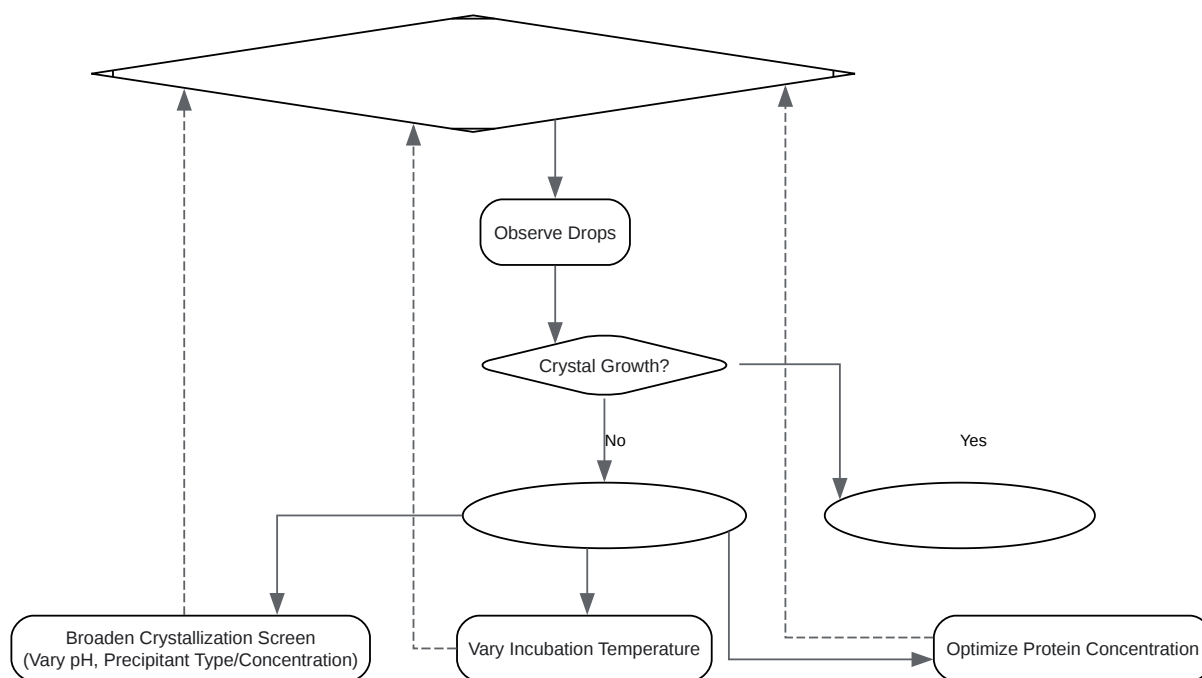 Observe Drops
Crystal Growth?
No
Yes
Broaden Crystallization Screen
(Vary pH, Precipitant Type/Concentration)
Vary Incubation Temperature
Optimize Protein Concentration